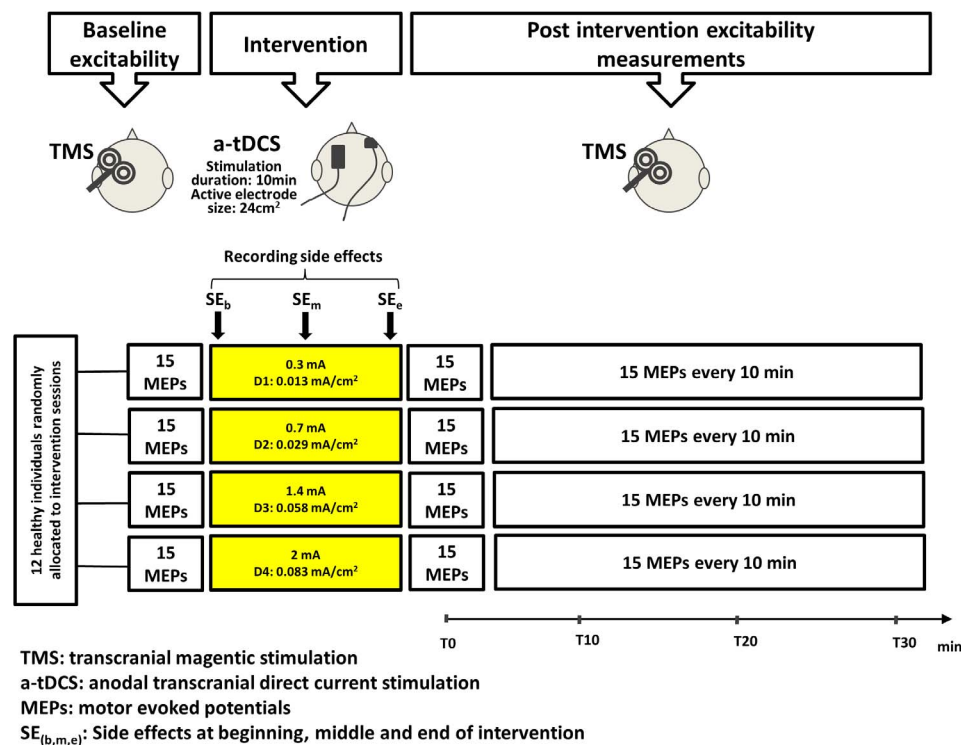 Baseline
excitability
Intervention
Post intervention excitability
measurements
TMS
a-tDCS
Stimulation
duration: 10min
Active electrode
size: 24cm²
TMS
Recording side effects
SE_b
SE_m
SE_e
12 healthy individuals randomly
allocated to intervention sessions
15
MEPs
0.3 mA
D1: 0.013 mA/cm²
15
MEPs
15 MEPs every 10 min
15
MEPs
0.7 mA
D2: 0.029 mA/cm²
15
MEPs
15 MEPs every 10 min
15
MEPs
1.4 mA
D3: 0.058 mA/cm²
15
MEPs
15 MEPs every 10 min
15
MEPs
2 mA
D4: 0.083 mA/cm²
15
MEPs
15 MEPs every 10 min
T0
T10
T20
T30
min
TMS: transcranial magentic stimulation
a-tDCS: anodal transcranial direct current stimulation
MEPs: motor evoked potentials
SE_(b,m,e): Side effects at beginning, middle and end of intervention